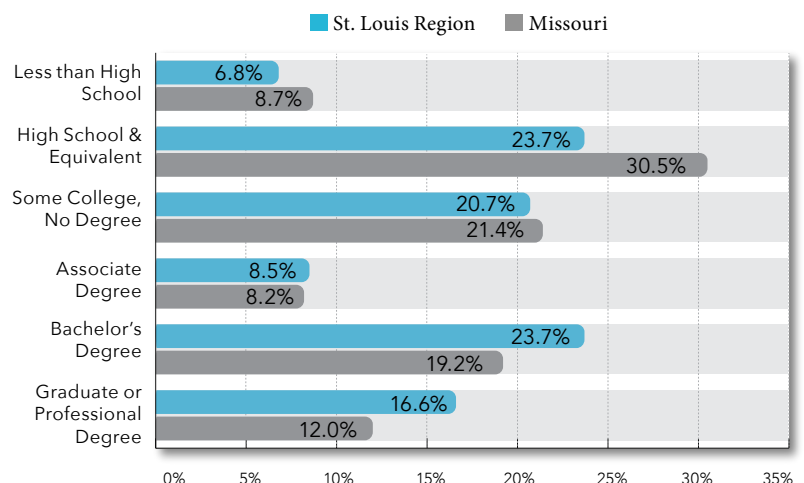 St. Louis Region Missouri
Less than High
School
6.8%
8.7%
High School &
Equivalent
23.7%
30.5%
Some College,
No Degree
20.7%
21.4%
Associate
Degree
8.5%
8.2%
Bachelor’s
Degree
23.7%
19.2%
Graduate or
Professional
Degree
16.6%
12.0%
0% 5% 10% 15% 20% 25% 30% 35%